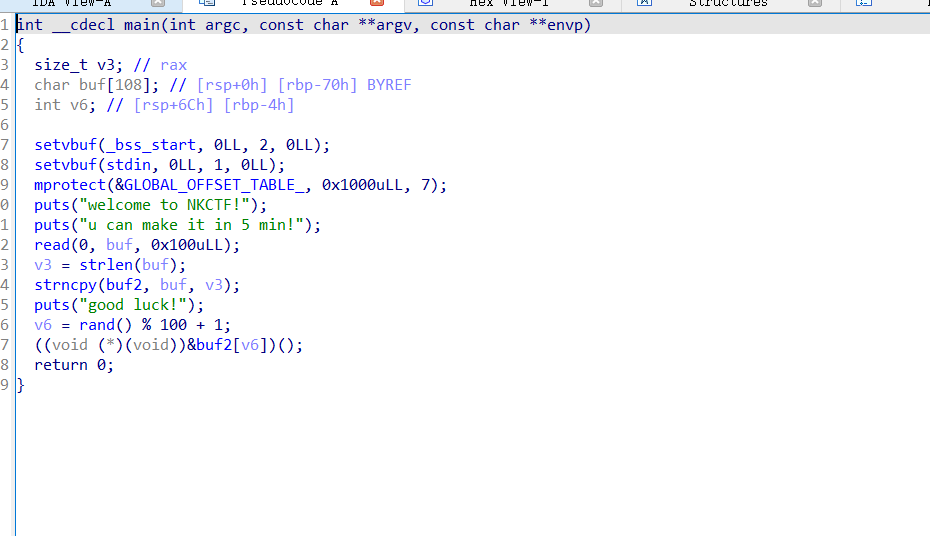 IDA View-A Pseudocode-A Hex View-1 Structures
1 int __cdecl main(int argc, const char **argv, const char **envp)
2 {
3 size_t v3; // rax
4 char buf[108]; // [rsp+0h] [rbp-70h] BYREF
5 int v6; // [rsp+6Ch] [rbp-4h]
6
7 setvbuf(_bss_start, 0LL, 2, 0LL);
8 setvbuf(stdin, 0LL, 1, 0LL);
9 mprotect(&GLOBAL_OFFSET_TABLE_, 0x1000uLL, 7);
0 puts("welcome to NKCTF!");
1 puts("u can make it in 5 min!");
2 read(0, buf, 0x100uLL);
3 v3 = strlen(buf);
4 strncpy(buf2, buf, v3);
5 puts("good luck!");
6 v6 = rand() % 100 + 1;
7 ((void (*)(void))&buf2[v6])();
8 return 0;
9 }